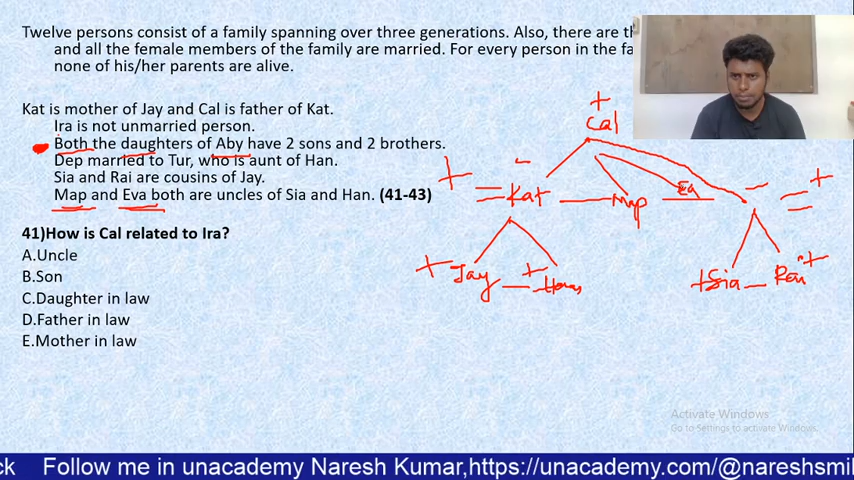 Twelve persons consist of a family spanning over three generations. Also, there are
and all the female members of the family are married. For every person in the
none of his/her parents are alive.
Kat is mother of Jay and Cal is father of Kat.
Ira is not unmarried person.
Both the daughters of Aby have 2 sons and 2 brothers.
Dep married to Tur, who is aunt of Han.
Sia and Rai are cousins of Jay.
Map and Eva both are uncles of Sia and Han. (41-43)
41)How is Cal related to Ira?
A.Uncle
B.Son
C.Daughter in law
D.Father in law
E.Mother in law
+
Cal
+ = Kat - Map Eva - = +
+ Jay - + Han +Sia - Rai +
Activate Windows
Go to Settings to activate Windows.
ck Follow me in unacademy Naresh Kumar,https://unacademy.com/@nareshsmil